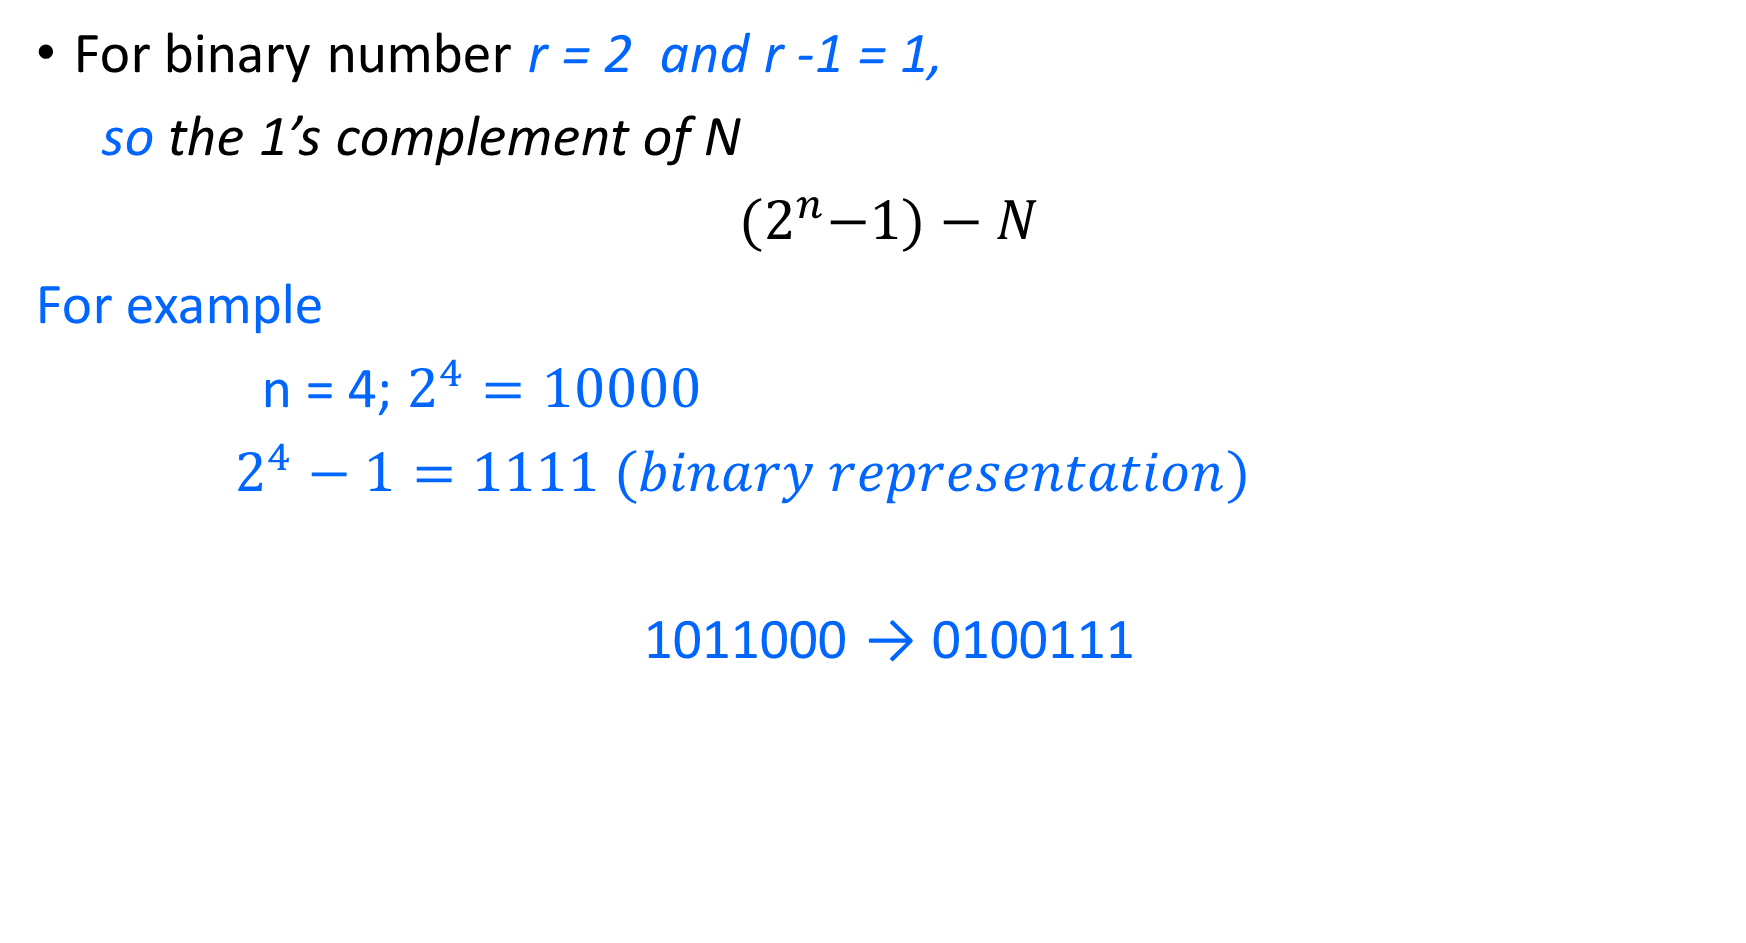 • For binary number r = 2 and r -1 = 1,
so the 1’s complement of N
(2ⁿ−1) − N
For example
n = 4; 2⁴ = 10000
2⁴ − 1 = 1111 (binary representation)
1011000 → 0100111